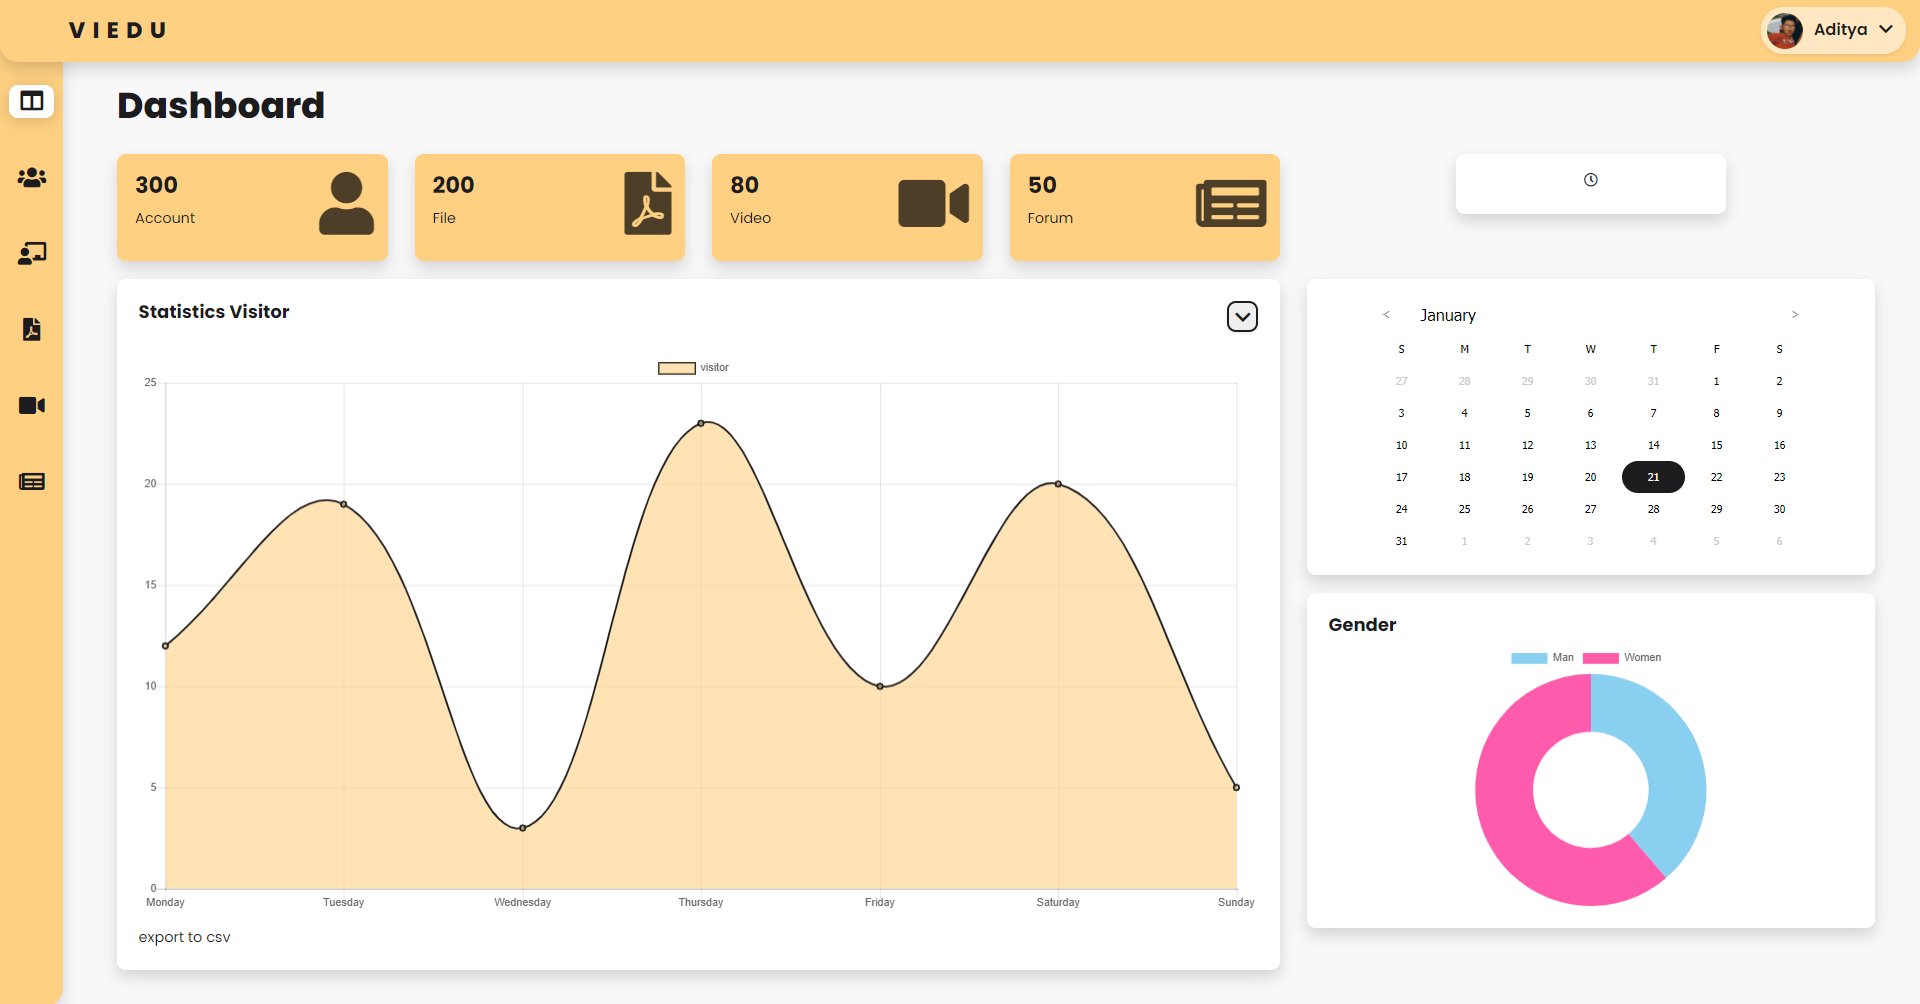 VIEDU
Aditya
Dashboard
300
Account
200
File
80
Video
50
Forum
Statistics Visitor
visitor
25
20
15
10
5
0
Monday Tuesday Wednesday Thursday Friday Saturday Sunday
export to csv
< January >
S M T W T F S
27 28 29 30 31 1 2
3 4 5 6 7 8 9
10 11 12 13 14 15 16
17 18 19 20 21 22 23
24 25 26 27 28 29 30
31 1 2 3 4 5 6
Gender
Man Women